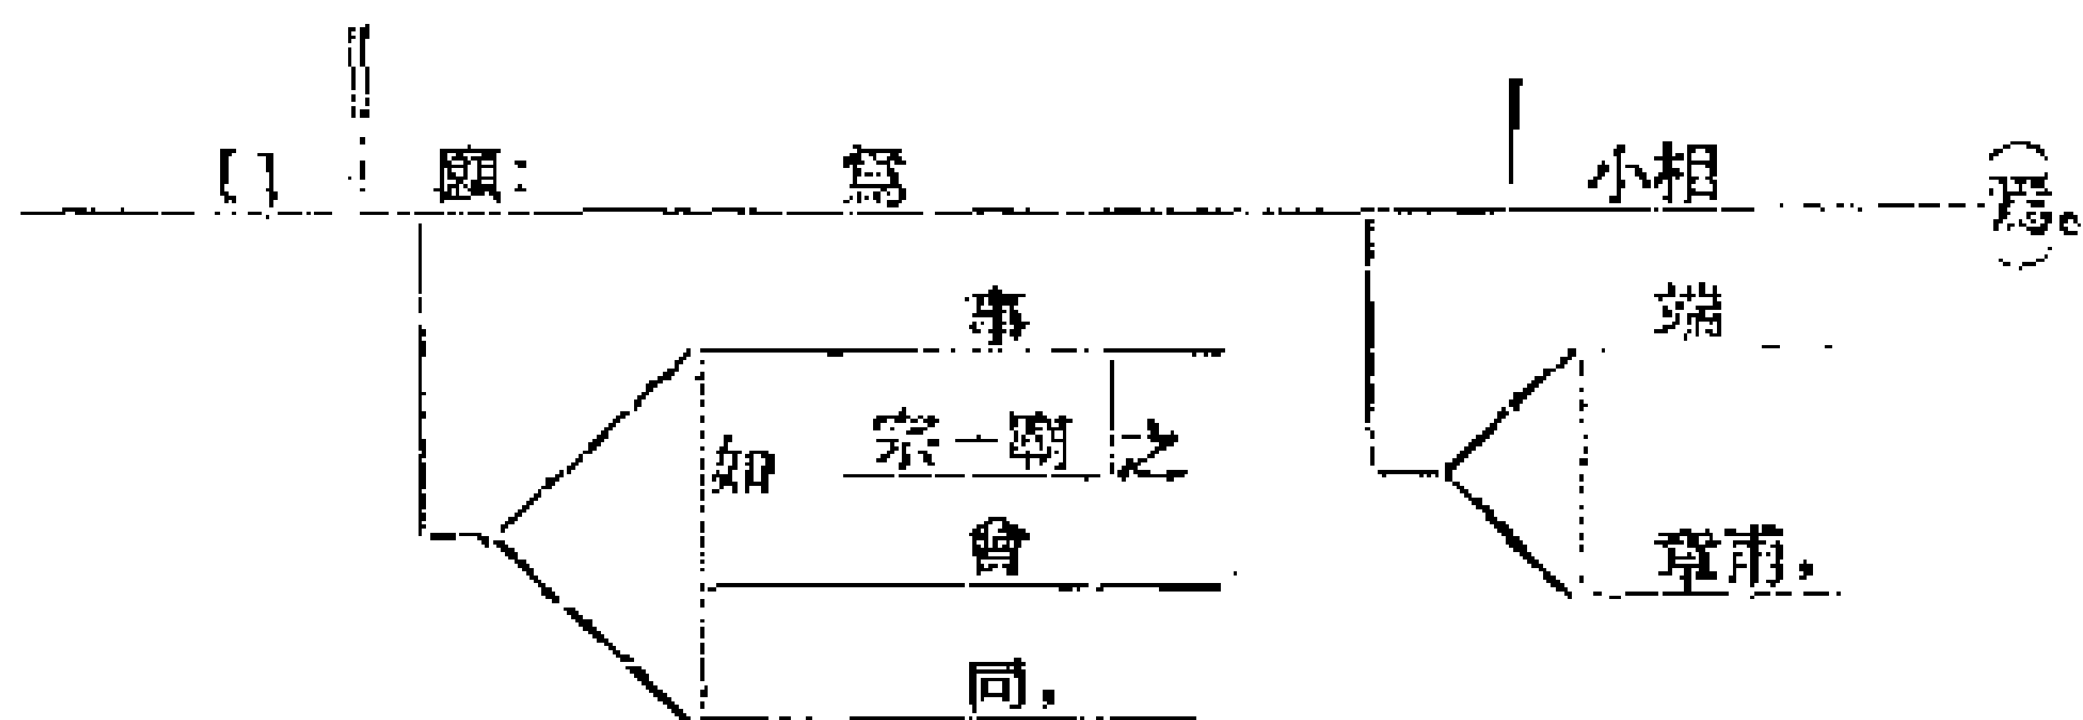 [ ] 願: 爲 小相 (焉)。
事 端
宗—廟 之
如
會 章甫,
同,